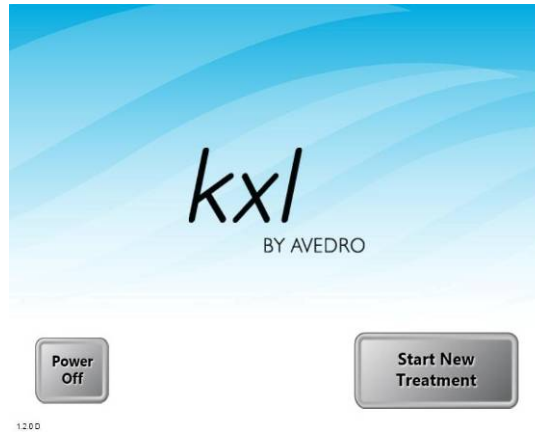 kxl
BY AVEDRO
Power
Off
Start New
Treatment
1.2.0 D